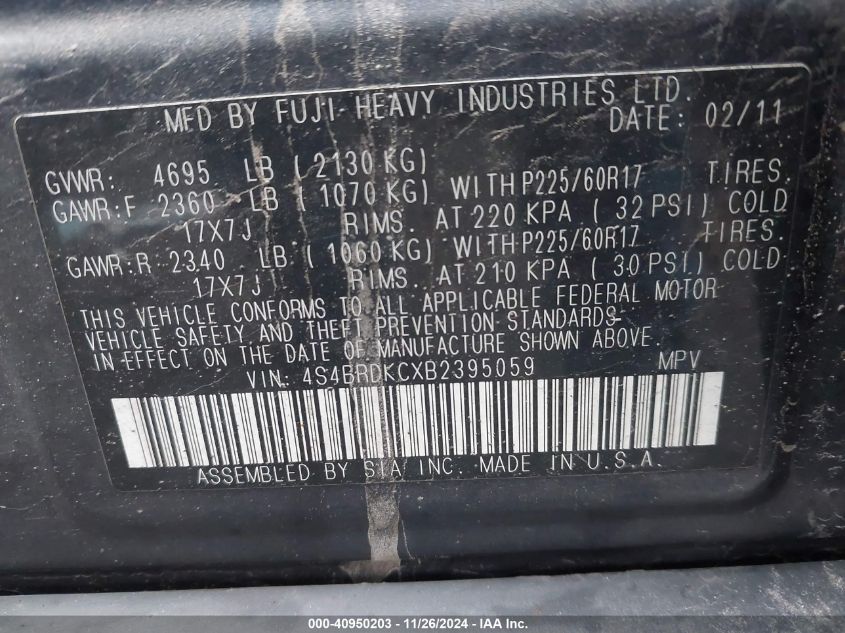 MFD BY FUJI HEAVY INDUSTRIES LTD.
DATE: 02/11
GVWR: 4695 LB (2130 KG)
GAWR:F 2360 LB (1070 KG) WITH P225/60R17 TIRES.
17X7J RIMS. AT 220 KPA (32 PSI) COLD
GAWR:R 2340 LB (1060 KG) WITH P225/60R17 TIRES.
17X7J RIMS. AT 210 KPA (30 PSI) COLD
THIS VEHICLE CONFORMS TO ALL APPLICABLE FEDERAL MOTOR
VEHICLE SAFETY AND THEFT PREVENTION STANDARDS
IN EFFECT ON THE DATE OF MANUFACTURE SHOWN ABOVE.
VIN: 4S4BRDKCXB2395059 MPV
ASSEMBLED BY SIA INC. MADE IN U.S.A.
000-40950203 - 11/26/2024 - IAA Inc.